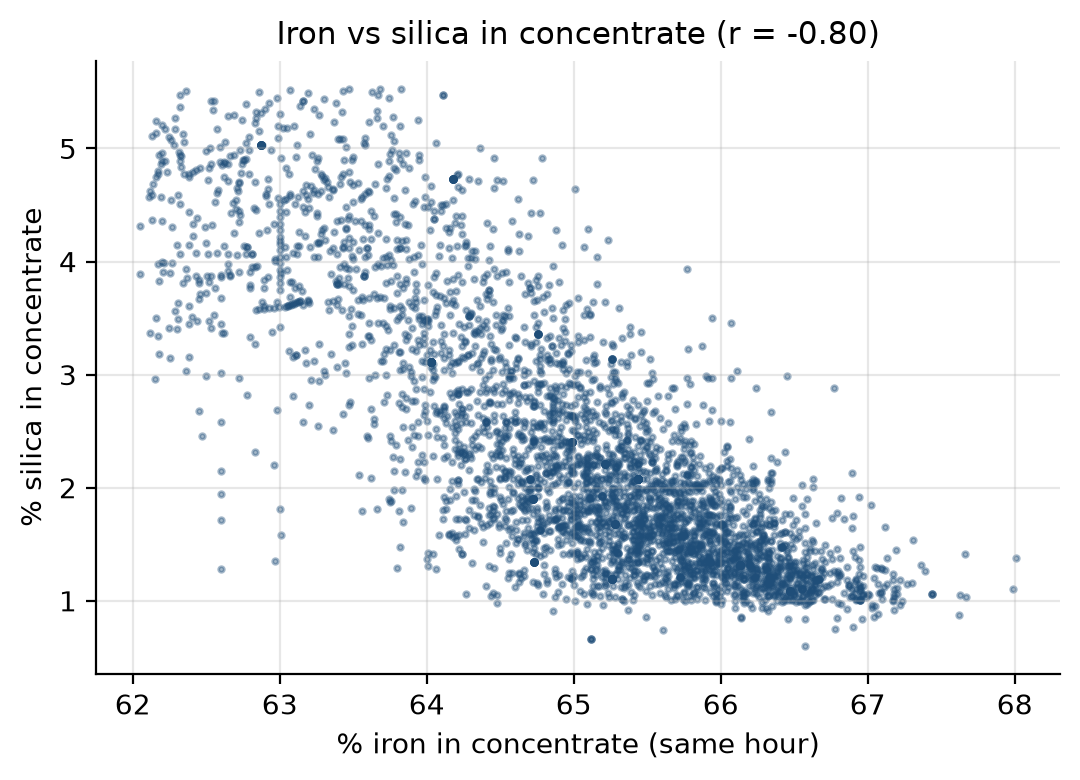 Iron vs silica in concentrate (r = -0.80)
% silica in concentrate
5
4
3
2
1
62 63 64 65 66 67 68
% iron in concentrate (same hour)